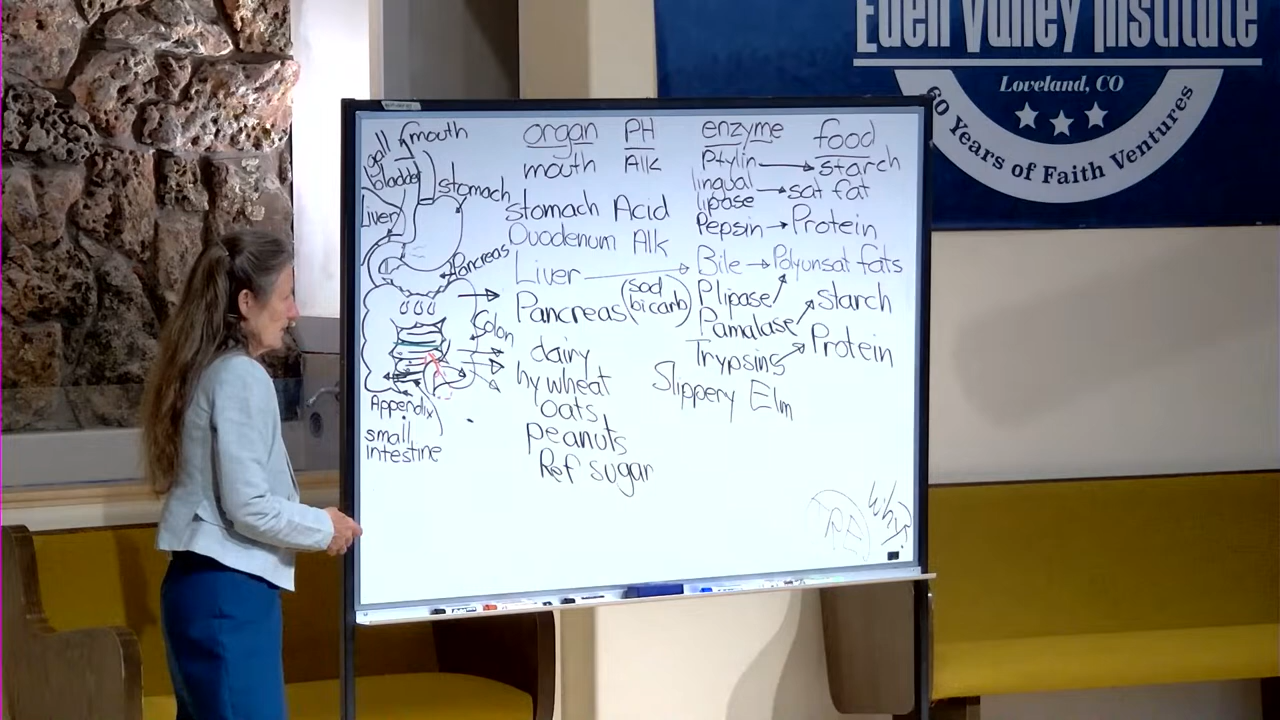 Eden Valley Institute
Loveland, CO
60 Years of Faith Ventures
mouth
gall bladder
stomach
Liver
Pancreas
Colon
Appendix
small
intestine
organ PH enzyme food
mouth Alk Ptylin → starch
lingual lipase → sat fat
Stomach Acid Pepsin → Protein
Duodenum Alk
Liver → Bile → Polyunsat fats
Pancreas (sod bicarb) Plipase
Pamalase → Starch
Trypsins → Protein
dairy
hy wheat
oats
peanuts
Ref sugar
Slippery Elm
Why?